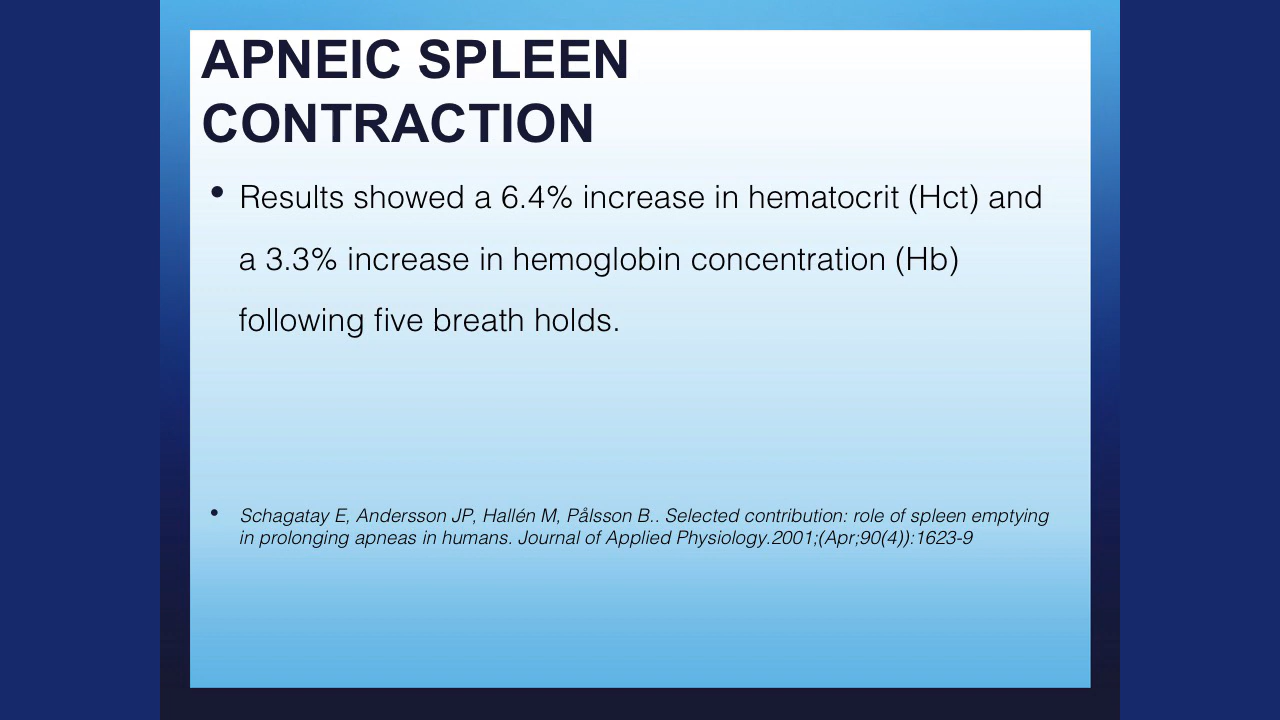 APNEIC SPLEEN
CONTRACTION
• Results showed a 6.4% increase in hematocrit (Hct) and
a 3.3% increase in hemoglobin concentration (Hb)
following five breath holds.
• Schagatay E, Andersson JP, Hallén M, Pålsson B.. Selected contribution: role of spleen emptying
in prolonging apneas in humans. Journal of Applied Physiology.2001;(Apr;90(4)):1623-9